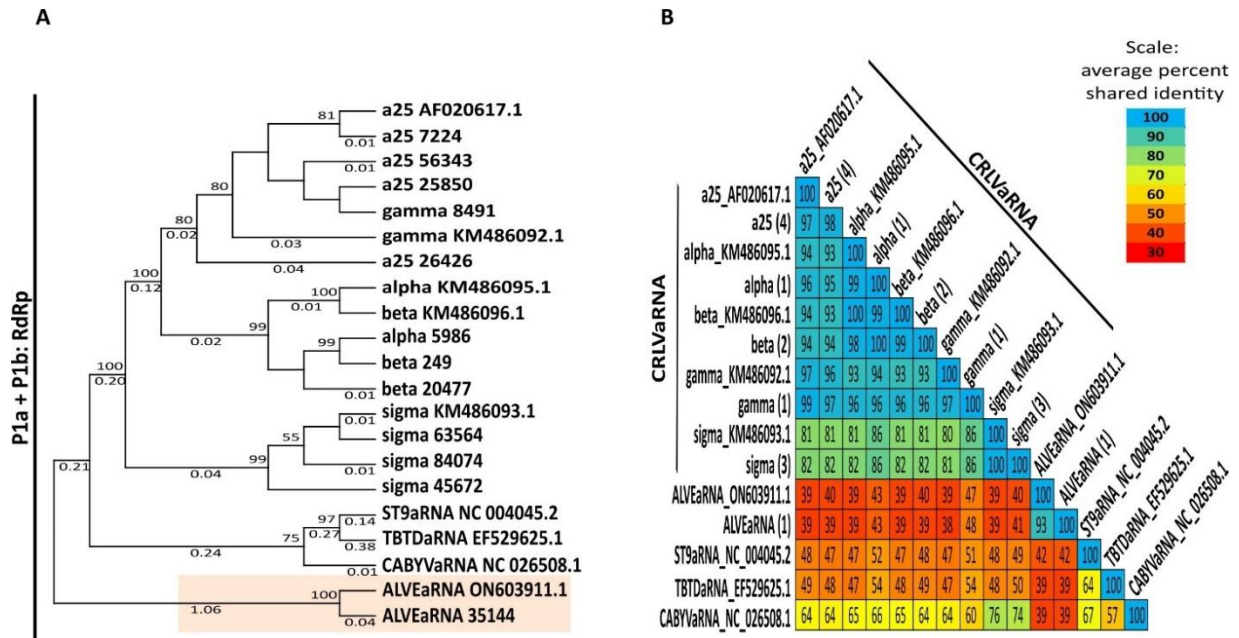 A
P1a + P1b: RdRp
81
a25 AF020617.1
a25 7224
0.01
a25 56343
0.01
80
a25 25850
gamma 8491
80
gamma KM486092.1
0.02
0.03
a25 26426
0.04
100
0.12
alpha KM486095.1
100
0.01
beta KM486096.1
99
0.02
alpha 5986
99
beta 249
beta 20477
0.01
100
0.20
sigma KM486093.1
0.01
55
sigma 63564
99
sigma 84074
0.01
0.04
sigma 45672
0.21
ST9aRNA NC 004045.2
97
0.14
75
0.27
TBTDaRNA EF529625.1
0.38
0.24
CABYVaRNA NC 026508.1
0.01
ALVEaRNA ON603911.1
100
1.06
ALVEaRNA 35144
0.04
B
Scale:
average percent
shared identity
100
90
80
70
60
50
40
30
CRLVaRNA
CRLVaRNA
a25_AF020617.1
a25 (4)
alpha_KM486095.1
alpha (1)
beta_KM486096.1
beta (2)
gamma_KM486092.1
gamma (1)
sigma_KM486093.1
sigma (3)
ALVEaRNA_ON603911.1
ALVEaRNA (1)
ST9aRNA_NC_004045.2
TBTDaRNA_EF529625.1
CABYVaRNA_NC_026508.1
a25_AF020617.1 100
a25 (4) 97 98
alpha_KM486095.1 94 93 100
alpha (1) 96 95 99 100
beta_KM486096.1 94 93 100 99 100
beta (2) 94 94 98 100 99 100
gamma_KM486092.1 97 96 93 94 93 93 100
gamma (1) 99 97 96 96 96 96 97 100
sigma_KM486093.1 81 81 81 86 81 81 80 86 100
sigma (3) 82 82 82 86 82 82 81 86 100 100
ALVEaRNA_ON603911.1 39 40 39 43 39 40 39 47 39 40 100
ALVEaRNA (1) 39 39 39 43 39 39 38 48 39 41 93 100
ST9aRNA_NC_004045.2 48 47 47 52 47 48 47 51 48 49 42 42 100
TBTDaRNA_EF529625.1 49 48 47 54 48 49 47 54 48 50 39 39 64 100
CABYVaRNA_NC_026508.1 64 64 65 66 65 64 64 60 76 74 39 39 67 57 100